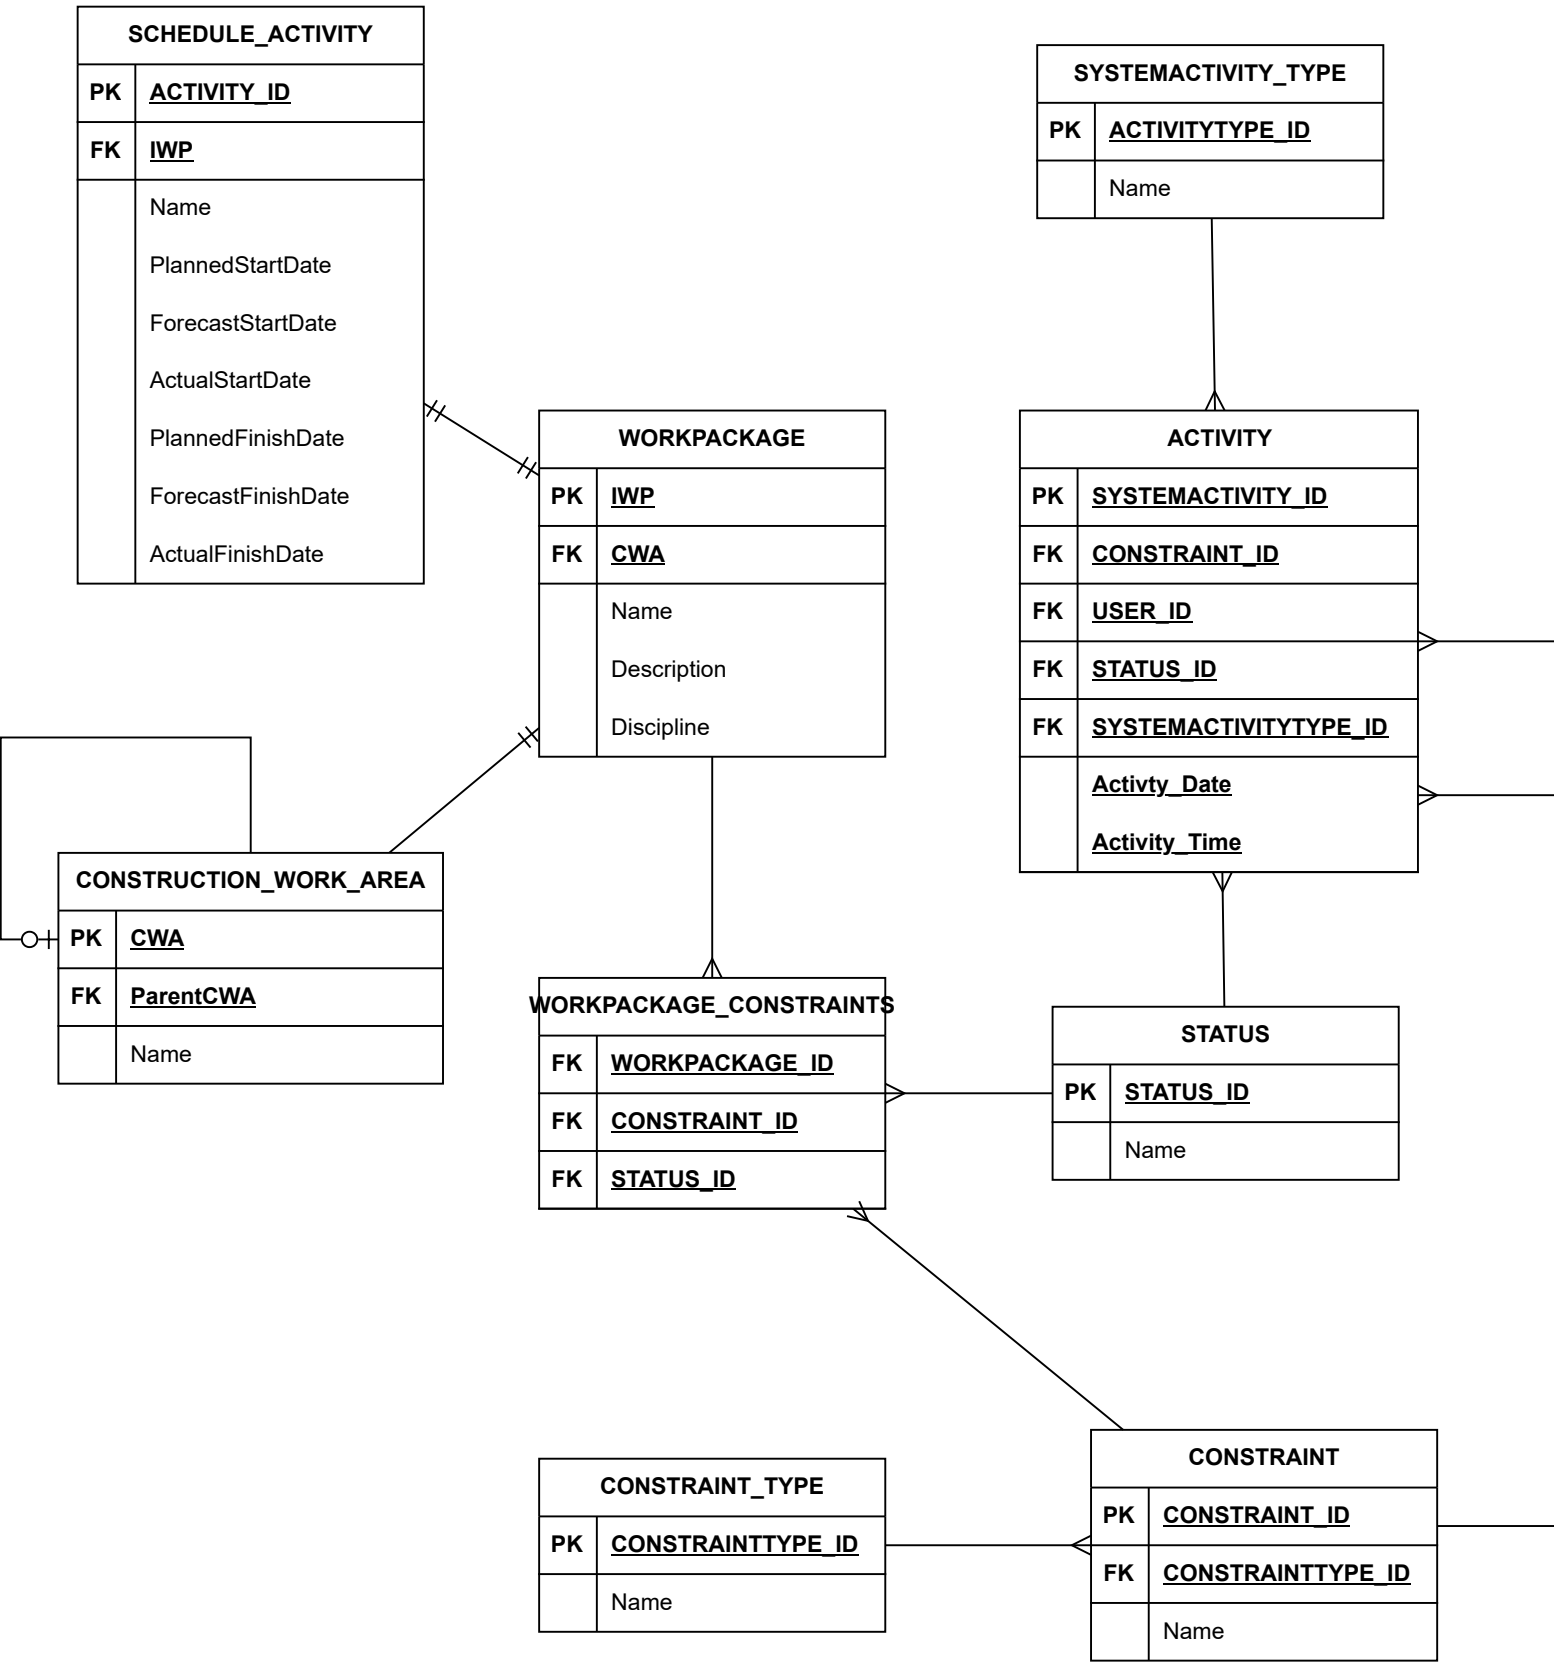 SCHEDULE_ACTIVITY
PK ACTIVITY_ID
FK IWP
Name
PlannedStartDate
ForecastStartDate
ActualStartDate
PlannedFinishDate
ForecastFinishDate
ActualFinishDate
SYSTEMACTIVITY_TYPE
PK ACTIVITYTYPE_ID
Name
WORKPACKAGE
PK IWP
FK CWA
Name
Description
Discipline
ACTIVITY
PK SYSTEMACTIVITY_ID
FK CONSTRAINT_ID
FK USER_ID
FK STATUS_ID
FK SYSTEMACTIVITYTYPE_ID
Activty_Date
Activity_Time
CONSTRUCTION_WORK_AREA
PK CWA
FK ParentCWA
Name
WORKPACKAGE_CONSTRAINTS
FK WORKPACKAGE_ID
FK CONSTRAINT_ID
FK STATUS_ID
STATUS
PK STATUS_ID
Name
CONSTRAINT_TYPE
PK CONSTRAINTTYPE_ID
Name
CONSTRAINT
PK CONSTRAINT_ID
FK CONSTRAINTTYPE_ID
Name